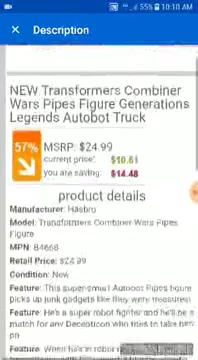 55% 10:10 AM
Description
NEW Transformers Combiner
Wars Pipes Figure Generations
Legends Autobot Truck
57%
MSRP: $24.99
current price: $10.51
you are saving: $14.48
product details
Manufacturer: Hasbro
Model: Transformers Combiner Wars Pipes
Figure
MPN: B4668
Retail Price: $24.99
Condition: New
Feature: This super-small Autobot Pipes figure
picks up junk gadgets like they were treasures!
Feature: He's a super robot fighter and he'll be a
match for any Decepticon who tries to take him
on
Feature: When he's in robot